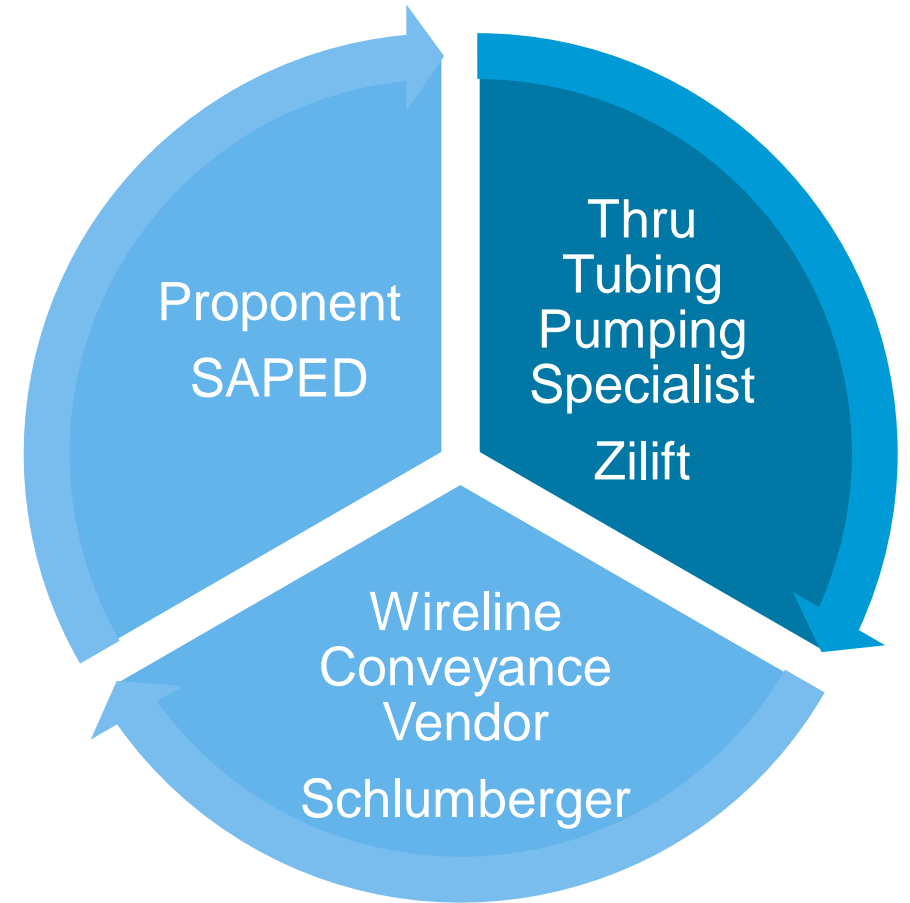 Thru
Tubing
Pumping
Specialist
Zilift
Wireline
Conveyance
Vendor
Schlumberger
Proponent
SAPED